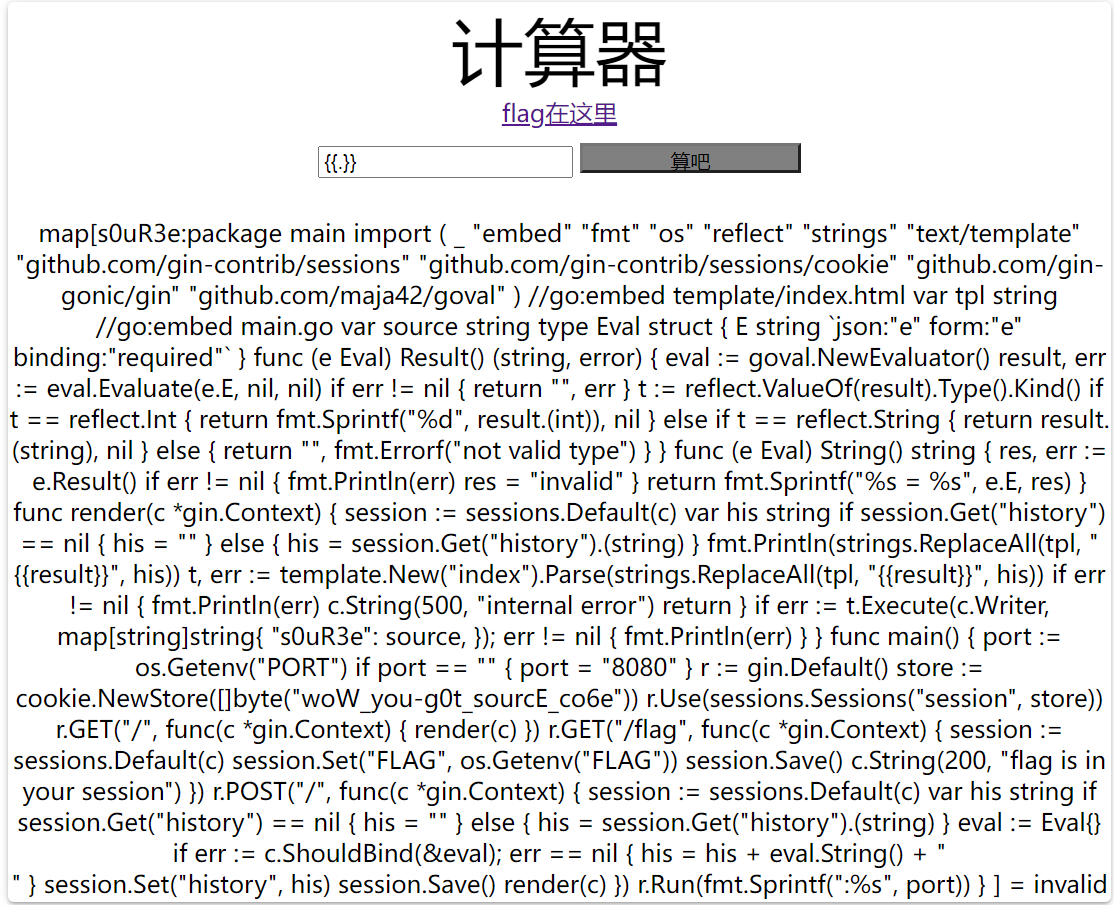 计算器
flag在这里
{{.}} 算吧
map[s0uR3e:package main import ( _ "embed" "fmt" "os" "reflect" "strings" "text/template"
"github.com/gin-contrib/sessions" "github.com/gin-contrib/sessions/cookie" "github.com/gin-
gonic/gin" "github.com/maja42/goval" ) //go:embed template/index.html var tpl string
//go:embed main.go var source string type Eval struct { E string `json:"e" form:"e"
binding:"required"` } func (e Eval) Result() (string, error) { eval := goval.NewEvaluator() result, err
:= eval.Evaluate(e.E, nil, nil) if err != nil { return "", err } t := reflect.ValueOf(result).Type().Kind() if
t == reflect.Int { return fmt.Sprintf("%d", result.(int)), nil } else if t == reflect.String { return result.
(string), nil } else { return "", fmt.Errorf("not valid type") } } func (e Eval) String() string { res, err :=
e.Result() if err != nil { fmt.Println(err) res = "invalid" } return fmt.Sprintf("%s = %s", e.E, res) }
func render(c *gin.Context) { session := sessions.Default(c) var his string if session.Get("history")
== nil { his = "" } else { his = session.Get("history").(string) } fmt.Println(strings.ReplaceAll(tpl, "
{{result}}", his)) t, err := template.New("index").Parse(strings.ReplaceAll(tpl, "{{result}}", his)) if err
!= nil { fmt.Println(err) c.String(500, "internal error") return } if err := t.Execute(c.Writer,
map[string]string{ "s0uR3e": source, }); err != nil { fmt.Println(err) } } func main() { port :=
os.Getenv("PORT") if port == "" { port = "8080" } r := gin.Default() store :=
cookie.NewStore([]byte("woW_you-g0t_sourcE_co6e")) r.Use(sessions.Sessions("session", store))
r.GET("/", func(c *gin.Context) { render(c) }) r.GET("/flag", func(c *gin.Context) { session :=
sessions.Default(c) session.Set("FLAG", os.Getenv("FLAG")) session.Save() c.String(200, "flag is in
your session") }) r.POST("/", func(c *gin.Context) { session := sessions.Default(c) var his string if
session.Get("history") == nil { his = "" } else { his = session.Get("history").(string) } eval := Eval{}
if err := c.ShouldBind(&eval); err == nil { his = his + eval.String() + "
" } session.Set("history", his) session.Save() render(c) }) r.Run(fmt.Sprintf(":%s", port)) } ] = invalid